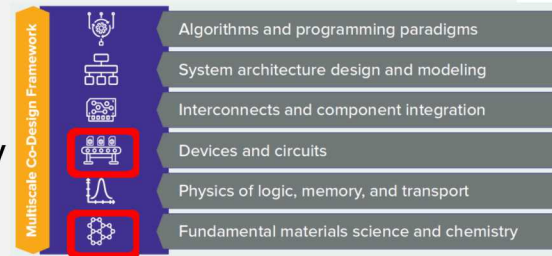 Multiscale Co-Design Framework
Algorithms and programming paradigms
System architecture design and modeling
Interconnects and component integration
Devices and circuits
Physics of logic, memory, and transport
Fundamental materials science and chemistry